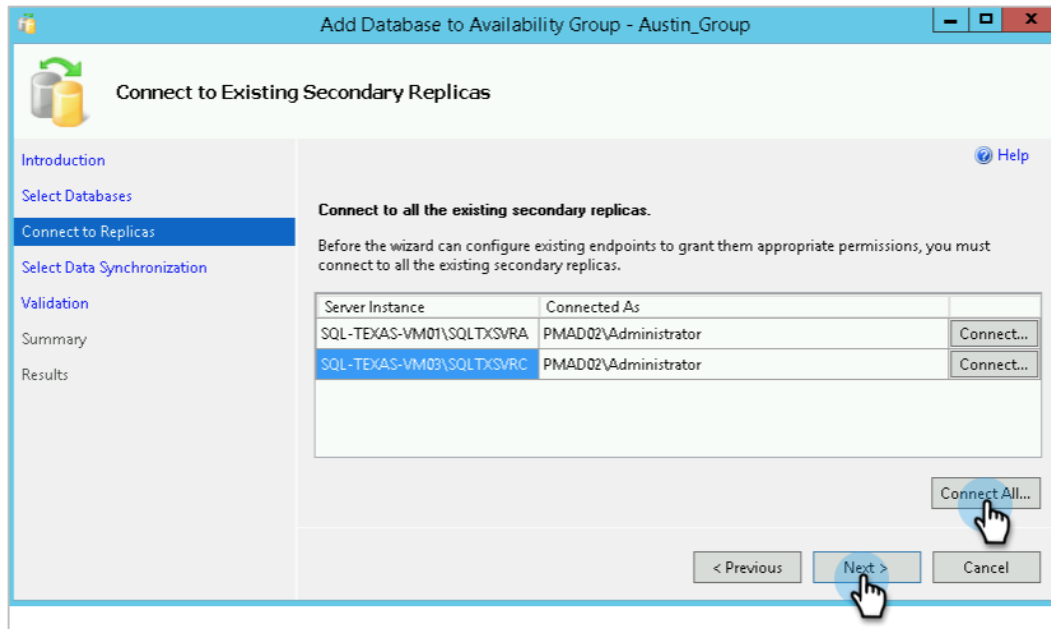 Add Database to Availability Group - Austin_Group
Connect to Existing Secondary Replicas
Introduction
Select Databases
Connect to Replicas
Select Data Synchronization
Validation
Summary
Results
Help
Connect to all the existing secondary replicas.
Before the wizard can configure existing endpoints to grant them appropriate permissions, you must
connect to all the existing secondary replicas.
Server Instance Connected As
SQL-TEXAS-VM01\SQLTXSVRA PMAD02\Administrator Connect...
SQL-TEXAS-VM03\SQLTXSVRC PMAD02\Administrator Connect...
Connect All...
< Previous Next > Cancel